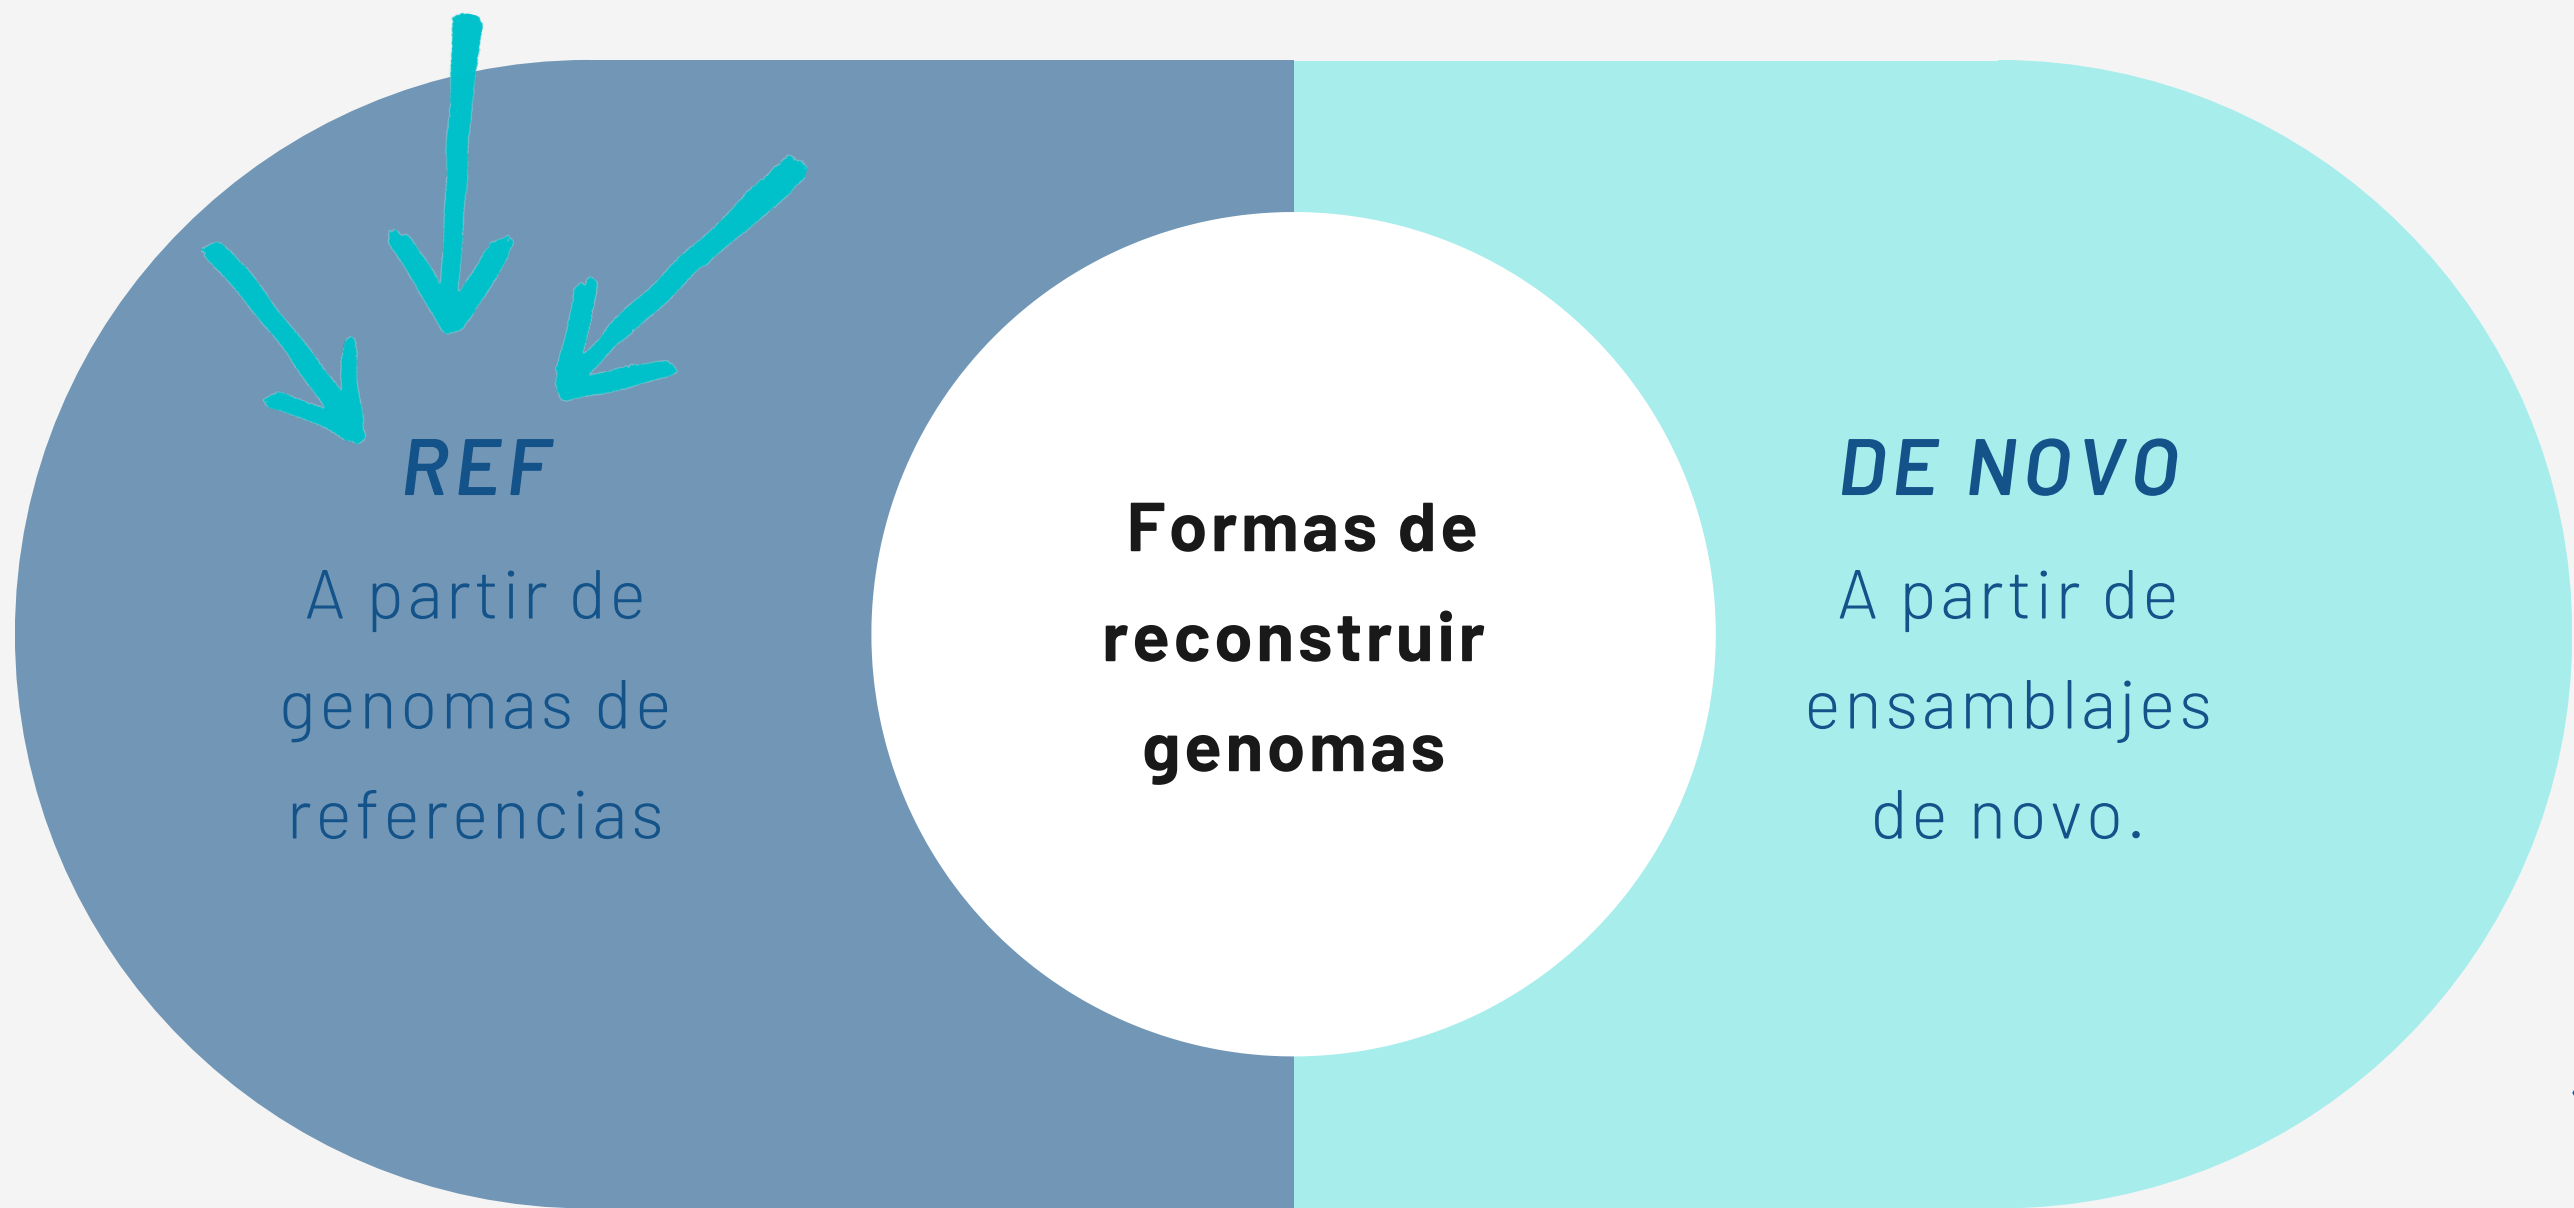 REF
A partir de
genomas de
referencias
Formas de
reconstruir
genomas
DE NOVO
A partir de
ensamblajes
de novo.